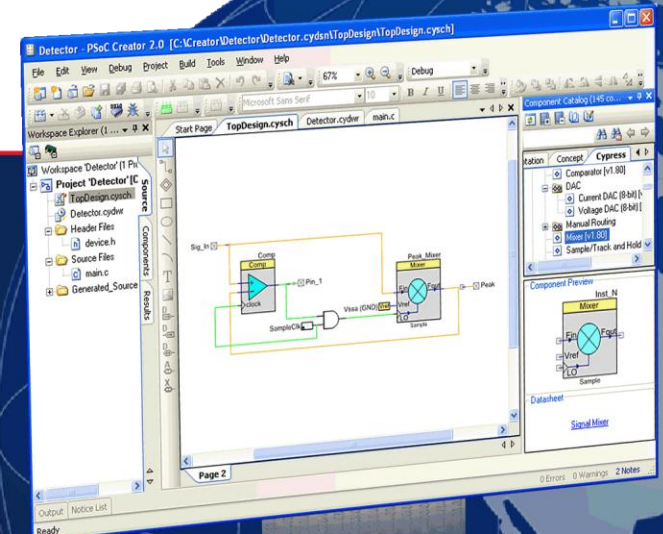 Detector - PSoC Creator 2.0 [C:\Creator\Detector\Detector.cydsn\TopDesign\TopDesign.cysch]
File Edit View Debug Project Build Tools Window Help
67% Debug
Microsoft Sans Serif 10 B I U
Workspace Explorer (1 ...
Start Page TopDesign.cysch Detector.cydwr main.c
Component Catalog (145 co...
Workspace 'Detector' (1
Project 'Detector' [C
TopDesign.cysch
Detector.cydwr
Header Files
device.h
Source Files
main.c
Generated_Source
Source
Components
Results
Sig_In
Comp
Comp
clock
Pin_1
SampleClk
Vssa (GND) Vref
Peak_Mixer
Mixer
Fin Fout
Vref
LO
Sample
Peak
Page 2
Concept Cypress
Comparator [v1.80]
DAC
Current DAC (8-bit)
Voltage DAC (8-bit)
Manual Routing
Mixer [v1.80]
Sample/Track and Hold
Component Preview
Inst_N
Mixer
Fin Fout
Vref
LO
Sample
Datasheet
Signal Mixer
Output Notice List
0 Errors 0 Warnings 2 Notes
Ready